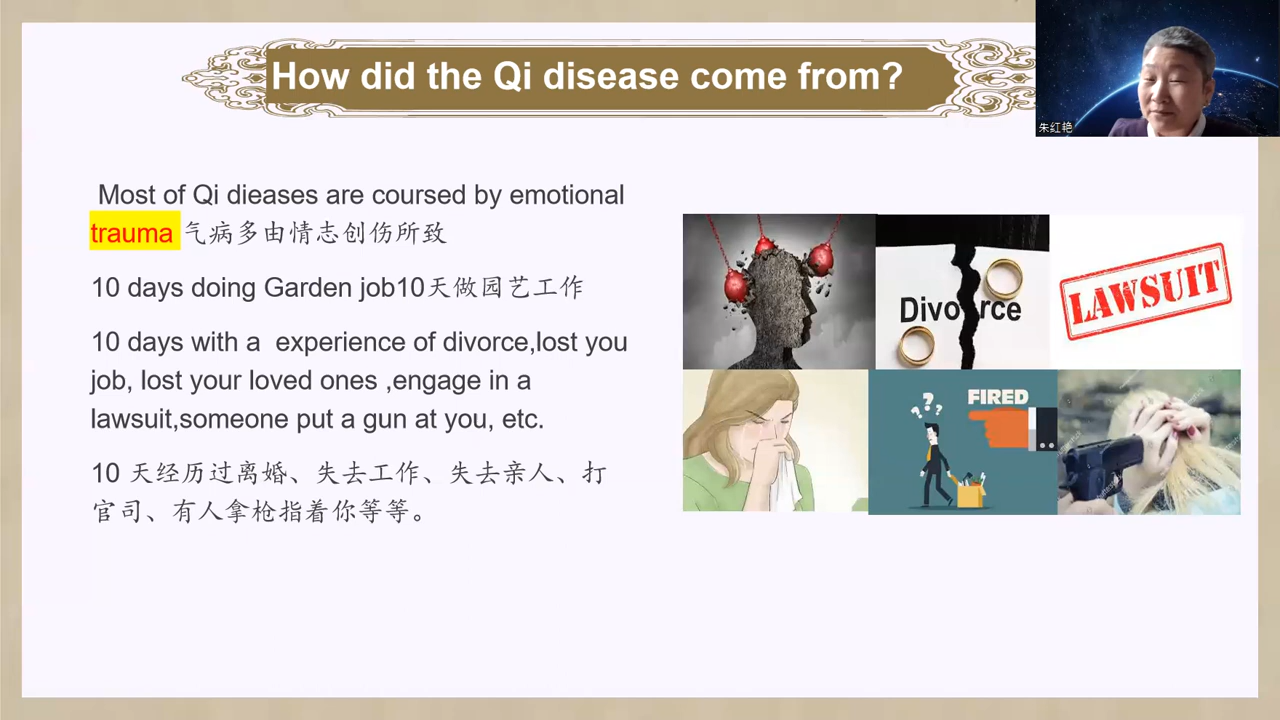 How did the Qi disease come from?
朱红艳
Most of Qi dieases are coursed by emotional
trauma 气病多由情志创伤所致
10 days doing Garden job10天做园艺工作
10 days with a experience of divorce,lost you
job, lost your loved ones ,engage in a
lawsuit,someone put a gun at you, etc.
10 天经历过离婚、失去工作、失去亲人、打
官司、有人拿枪指着你等等。
Divorce
LAWSUIT
? ? ?
FIRED